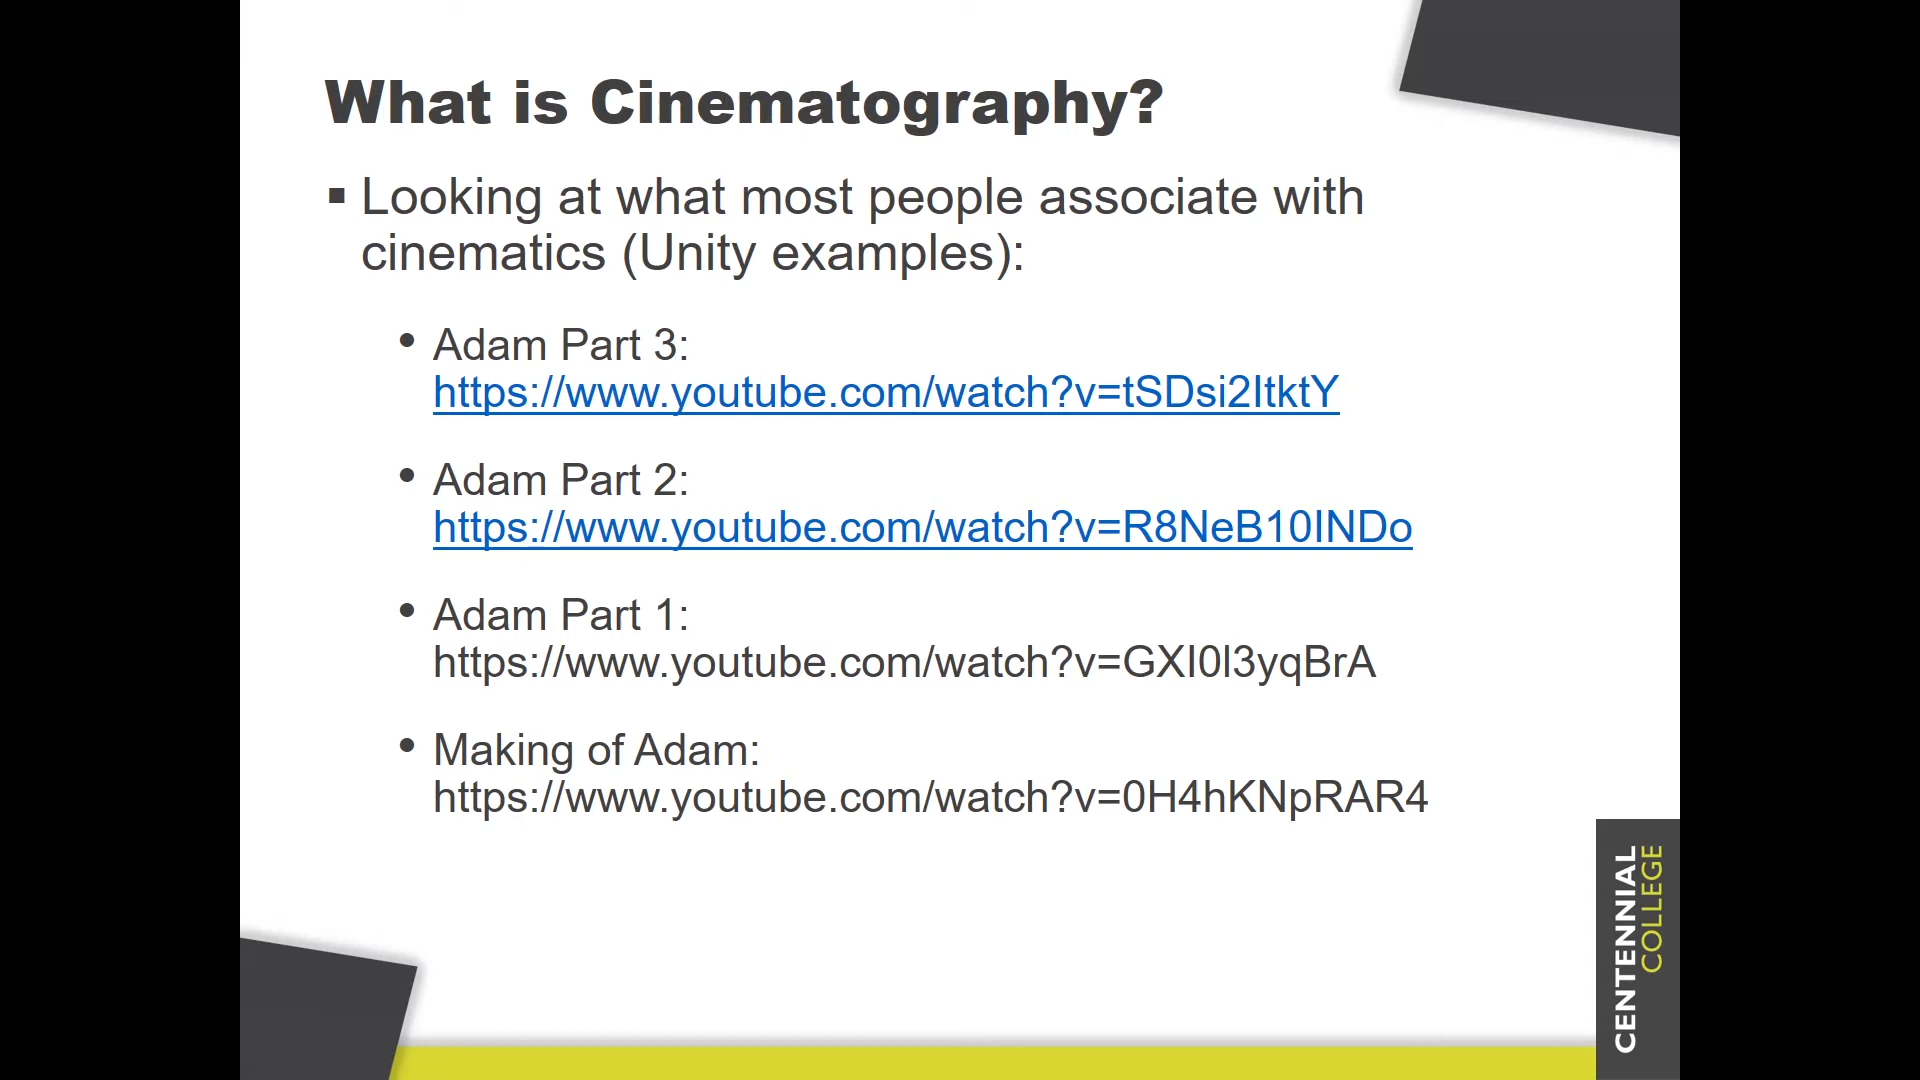 What is Cinematography?
▪ Looking at what most people associate with
cinematics (Unity examples):
• Adam Part 3:
https://www.youtube.com/watch?v=tSDsi2ItktY
• Adam Part 2:
https://www.youtube.com/watch?v=R8NeB10INDo
• Adam Part 1:
https://www.youtube.com/watch?v=GXI0l3yqBrA
• Making of Adam:
https://www.youtube.com/watch?v=0H4hKNpRAR4
CENTENNIAL
COLLEGE